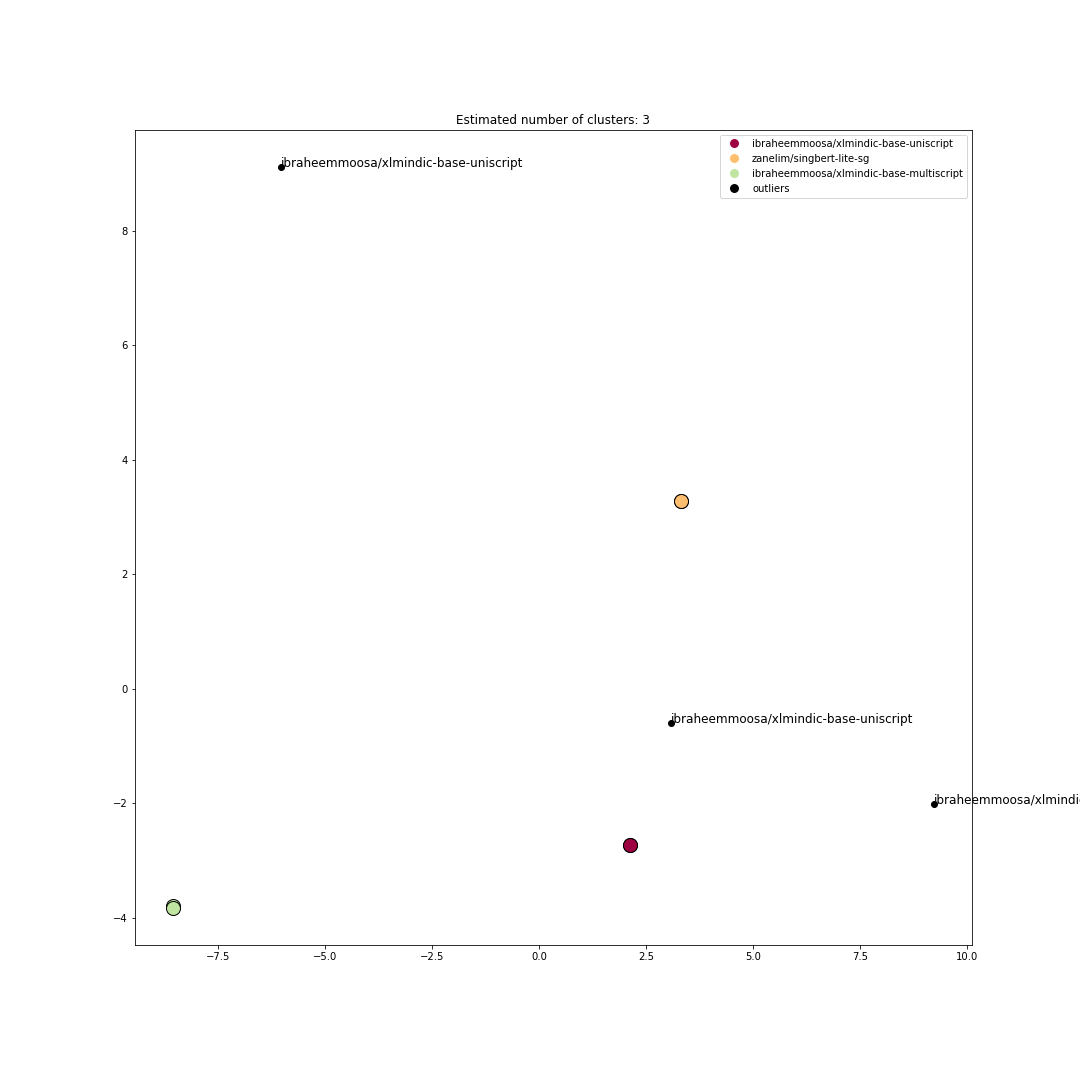 Estimated number of clusters: 3
ibraheemmoosa/xlmindic-base-uniscript
ibraheemmoosa/xlmindic-base-uniscript
zanelim/singbert-lite-sg
ibraheemmoosa/xlmindic-base-multiscript
outliers
8
6
4
2
0
ibraheemmoosa/xlmindic-base-uniscript
−2
ibraheemmoosa/xlmindi
−4
−7.5 −5.0 −2.5 0.0 2.5 5.0 7.5 10.0